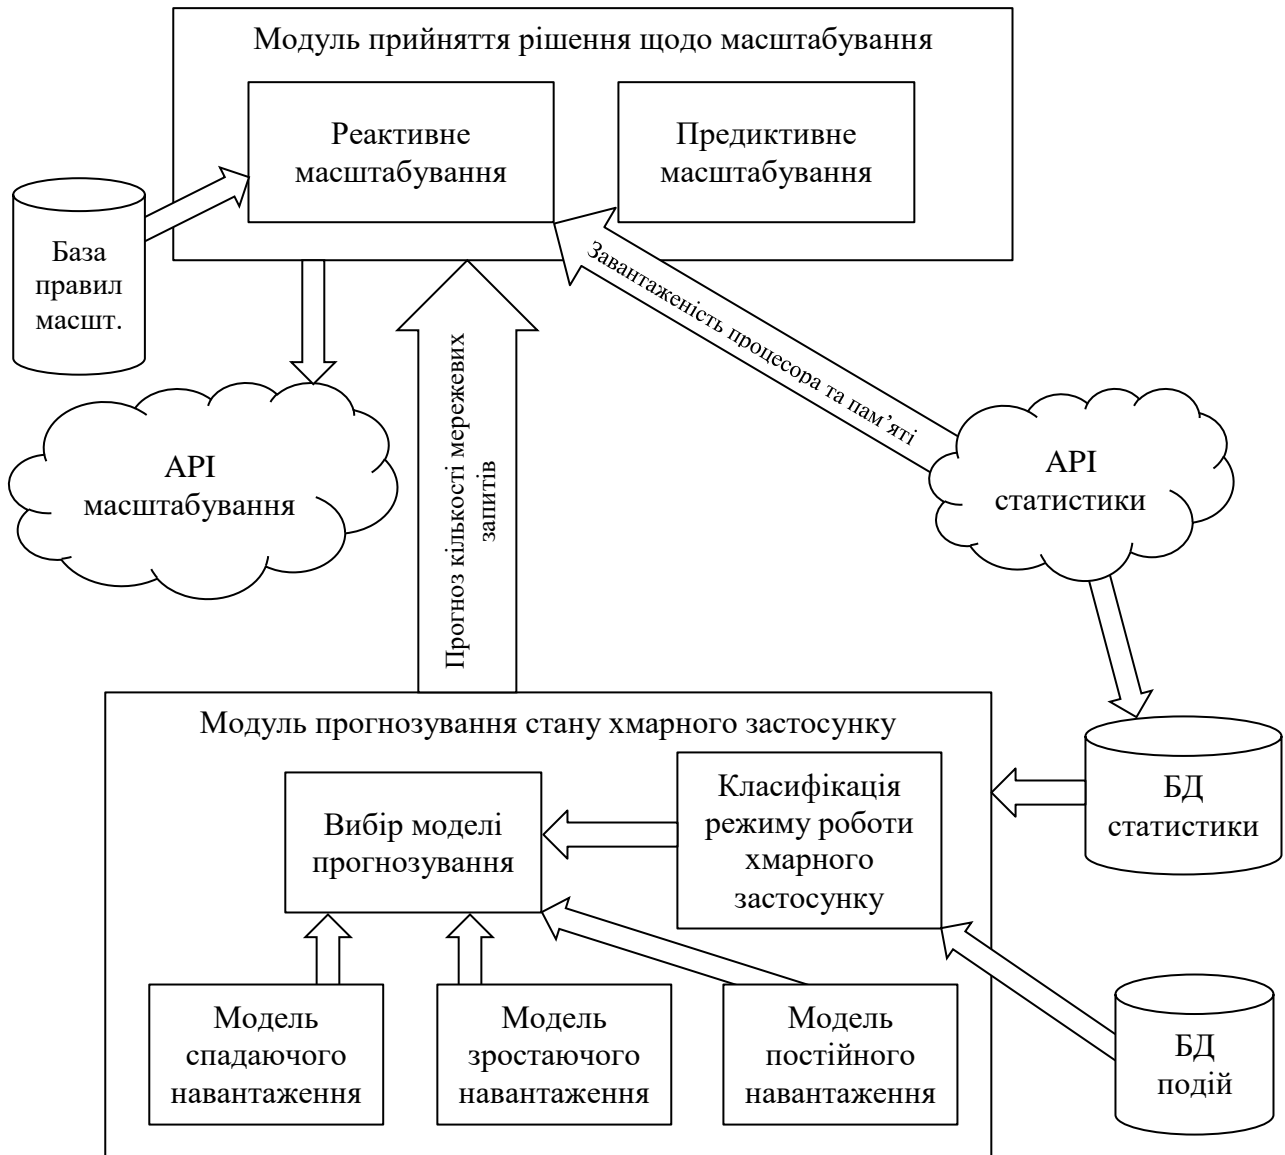 Модуль прийняття рішення щодо масштабування
Реактивне
масштабування
Предиктивне
масштабування
База
правил
масшт.
Завантаженість процесора та пам’яті
Прогноз кількості мережевих
запитів
АРІ
масштабування
АРІ
статистики
Модуль прогнозування стану хмарного застосунку
Вибір моделі
прогнозування
Класифікація
режиму роботи
хмарного
застосунку
БД
статистики
Модель
спадаючого
навантаження
Модель
зростаючого
навантаження
Модель
постійного
навантаження
БД
подій